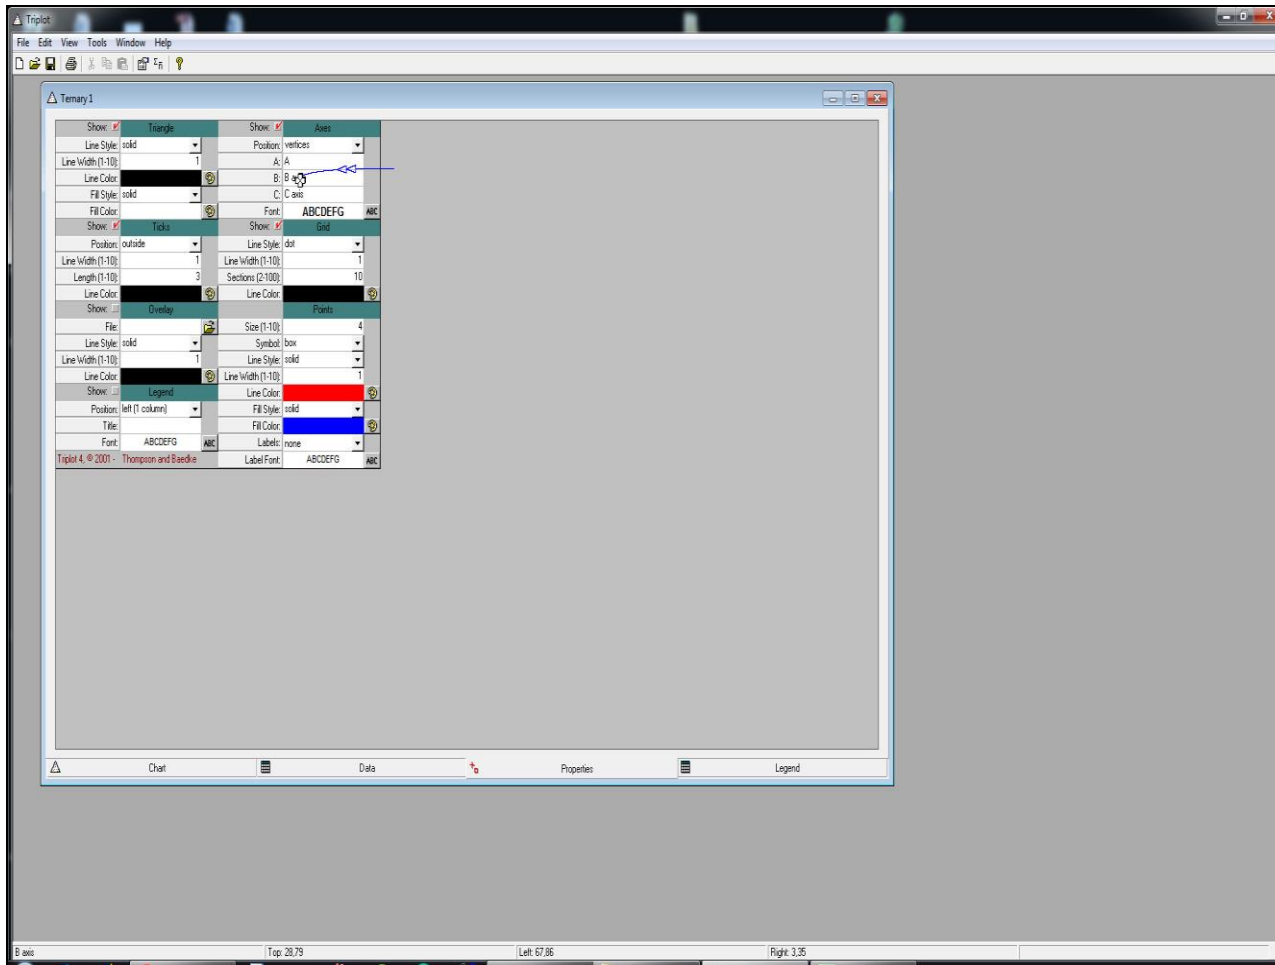 Triplot
File Edit View Tools Window Help
Ternary1
Show: Triangle Show: Axes
Line Style: solid Position: vertices
Line Width (1-10): 1 A: A
Line Color: B: B a
Fill Style: solid C: C axis
Fill Color: Font: ABCDEFG ABC
Show: Ticks Show: Grid
Position: outside Line Style: dot
Line Width (1-10): 1 Line Width (1-10): 1
Length (1-10): 3 Sections (2-100): 10
Line Color: Line Color:
Show: Overlay Points
File: Size (1-10): 4
Line Style: solid Symbol: box
Line Width (1-10): 1 Line Style: solid
Line Color: Line Width (1-10): 1
Show: Legend Line Color:
Position: left (1 column) Fill Style: solid
Title: Fill Color:
Font: ABCDEFG ABC Labels: none
Triplot 4, © 2001 - Thompson and Baedke Label Font: ABCDEFG ABC
Chart Data Properties Legend
B axis Top: 28,79 Left: 67,86 Right: 3,35